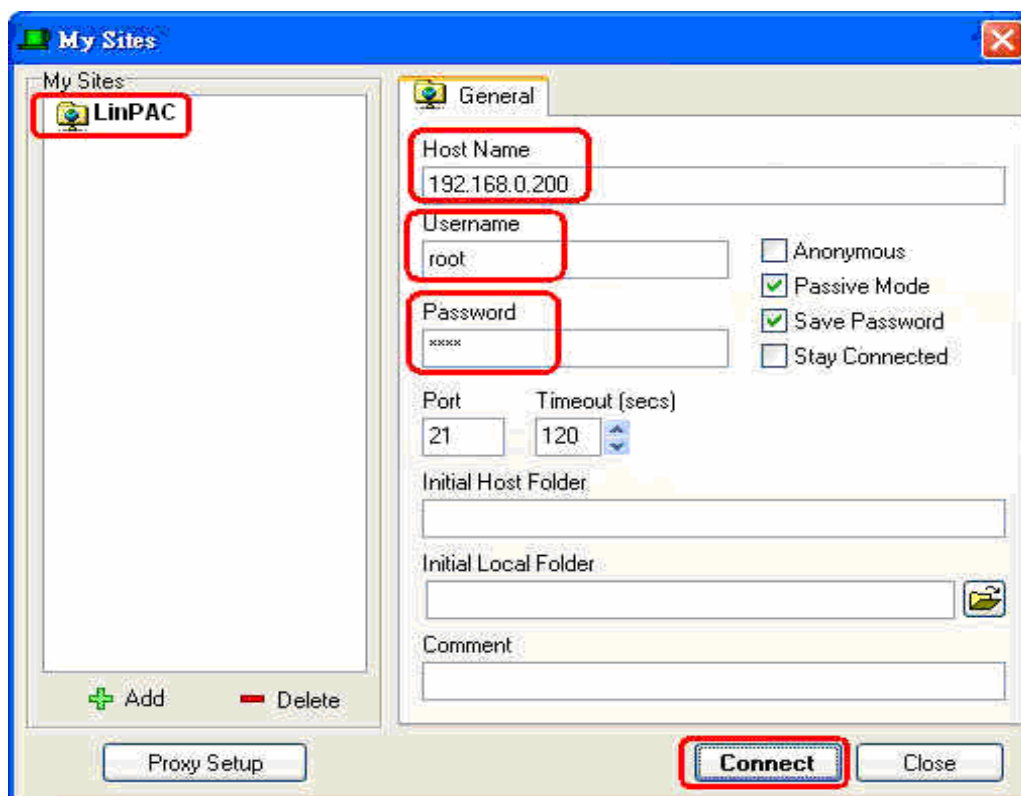 My Sites
My Sites
LinPAC
General
Host Name
192.168.0.200
Username
root
Anonymous
Passive Mode
Password
Save Password
****
Stay Connected
Port Timeout (secs)
21 120
Initial Host Folder
Initial Local Folder
Comment
Add Delete
Proxy Setup Connect Close